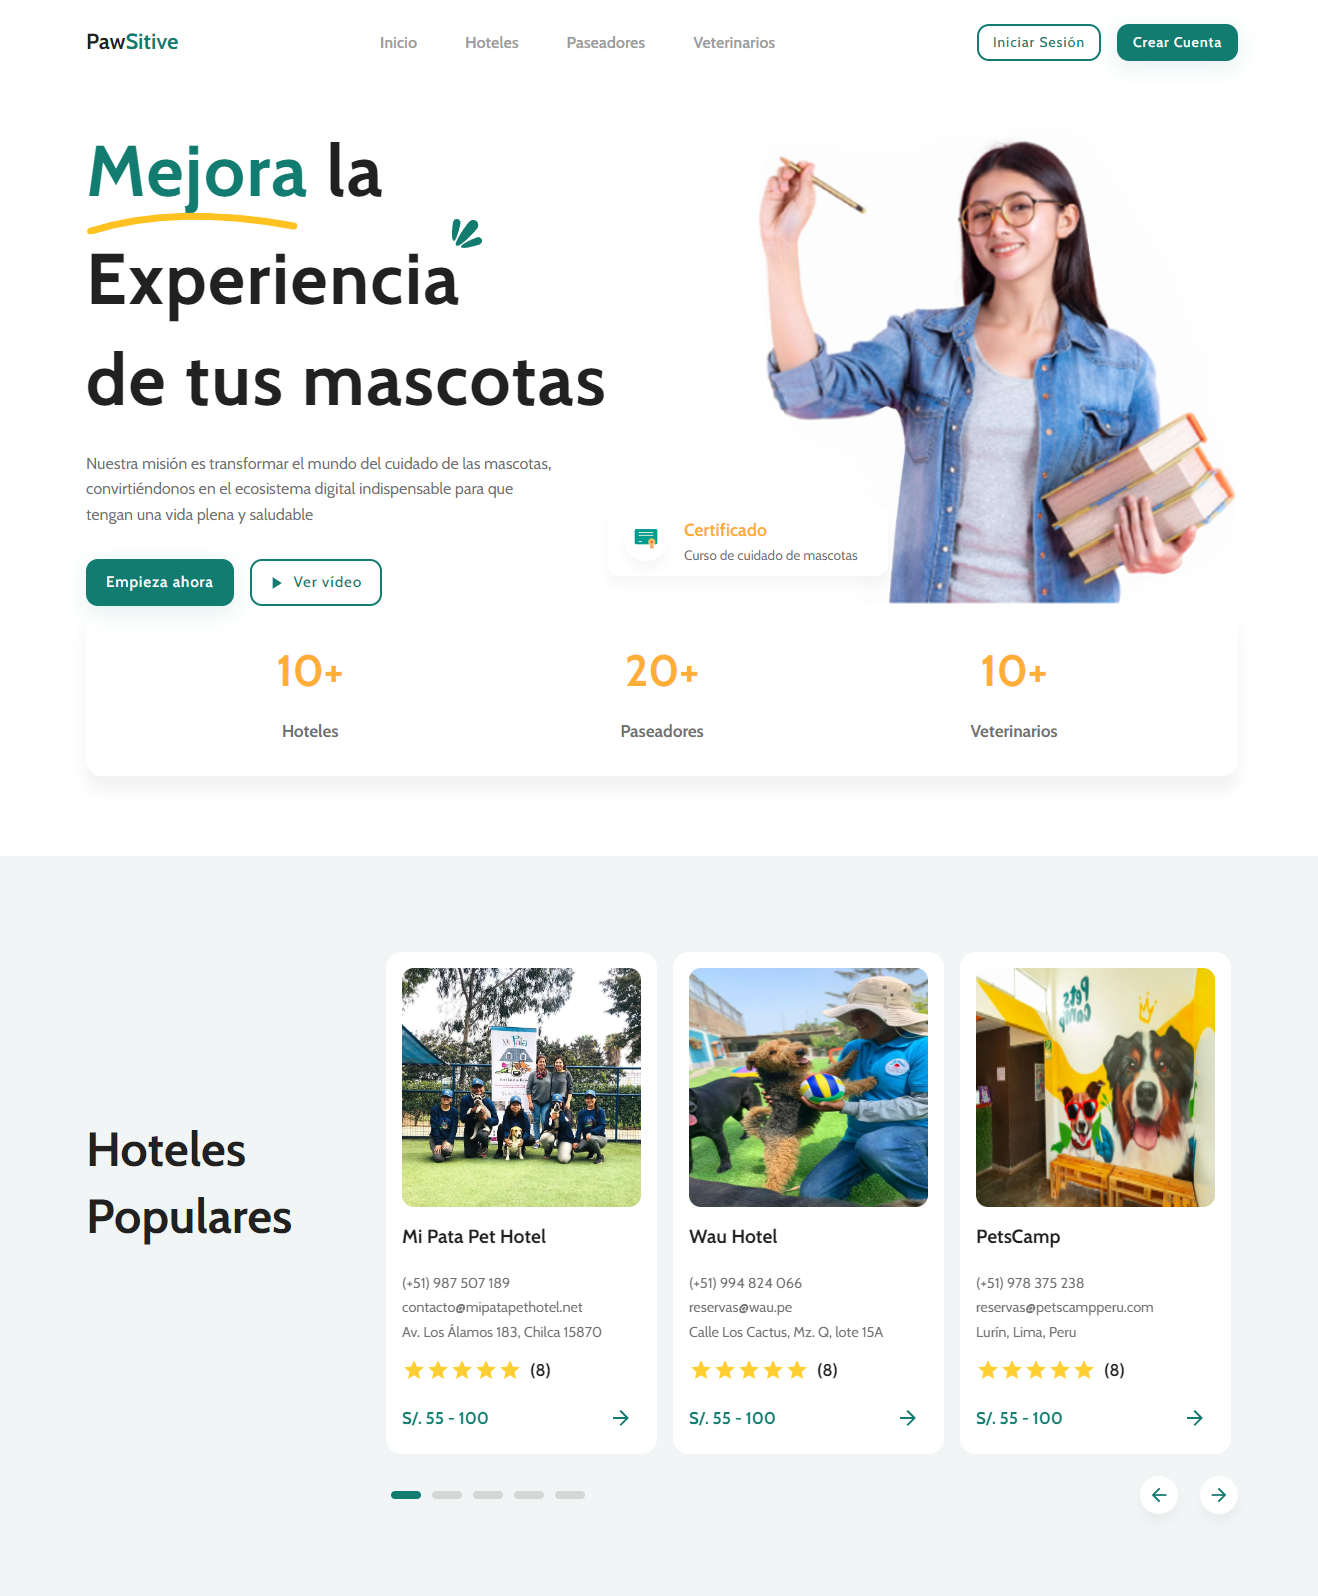 PawSitive
Inicio
Hoteles
Paseadores
Veterinarios
Iniciar Sesión
Crear Cuenta
Mejora la
Experiencia
de tus mascotas
Nuestra misión es transformar el mundo del cuidado de las mascotas,
convirtiéndonos en el ecosistema digital indispensable para que
tengan una vida plena y saludable
Empieza ahora
Ver vídeo
Certificado
Curso de cuidado de mascotas
10+
Hoteles
20+
Paseadores
10+
Veterinarios
Hoteles
Populares
Mi Pata
Mi Pata Pet Hotel
(+51) 987 507 189
contacto@mipatapethotel.net
Av. Los Álamos 183, Chilca 15870
(8)
S/. 55 - 100
Wau Hotel
(+51) 994 824 066
reservas@wau.pe
Calle Los Cactus, Mz. Q, lote 15A
(8)
S/. 55 - 100
Pets
Camp
PetsCamp
(+51) 978 375 238
reservas@petscampperu.com
Lurín, Lima, Peru
(8)
S/. 55 - 100